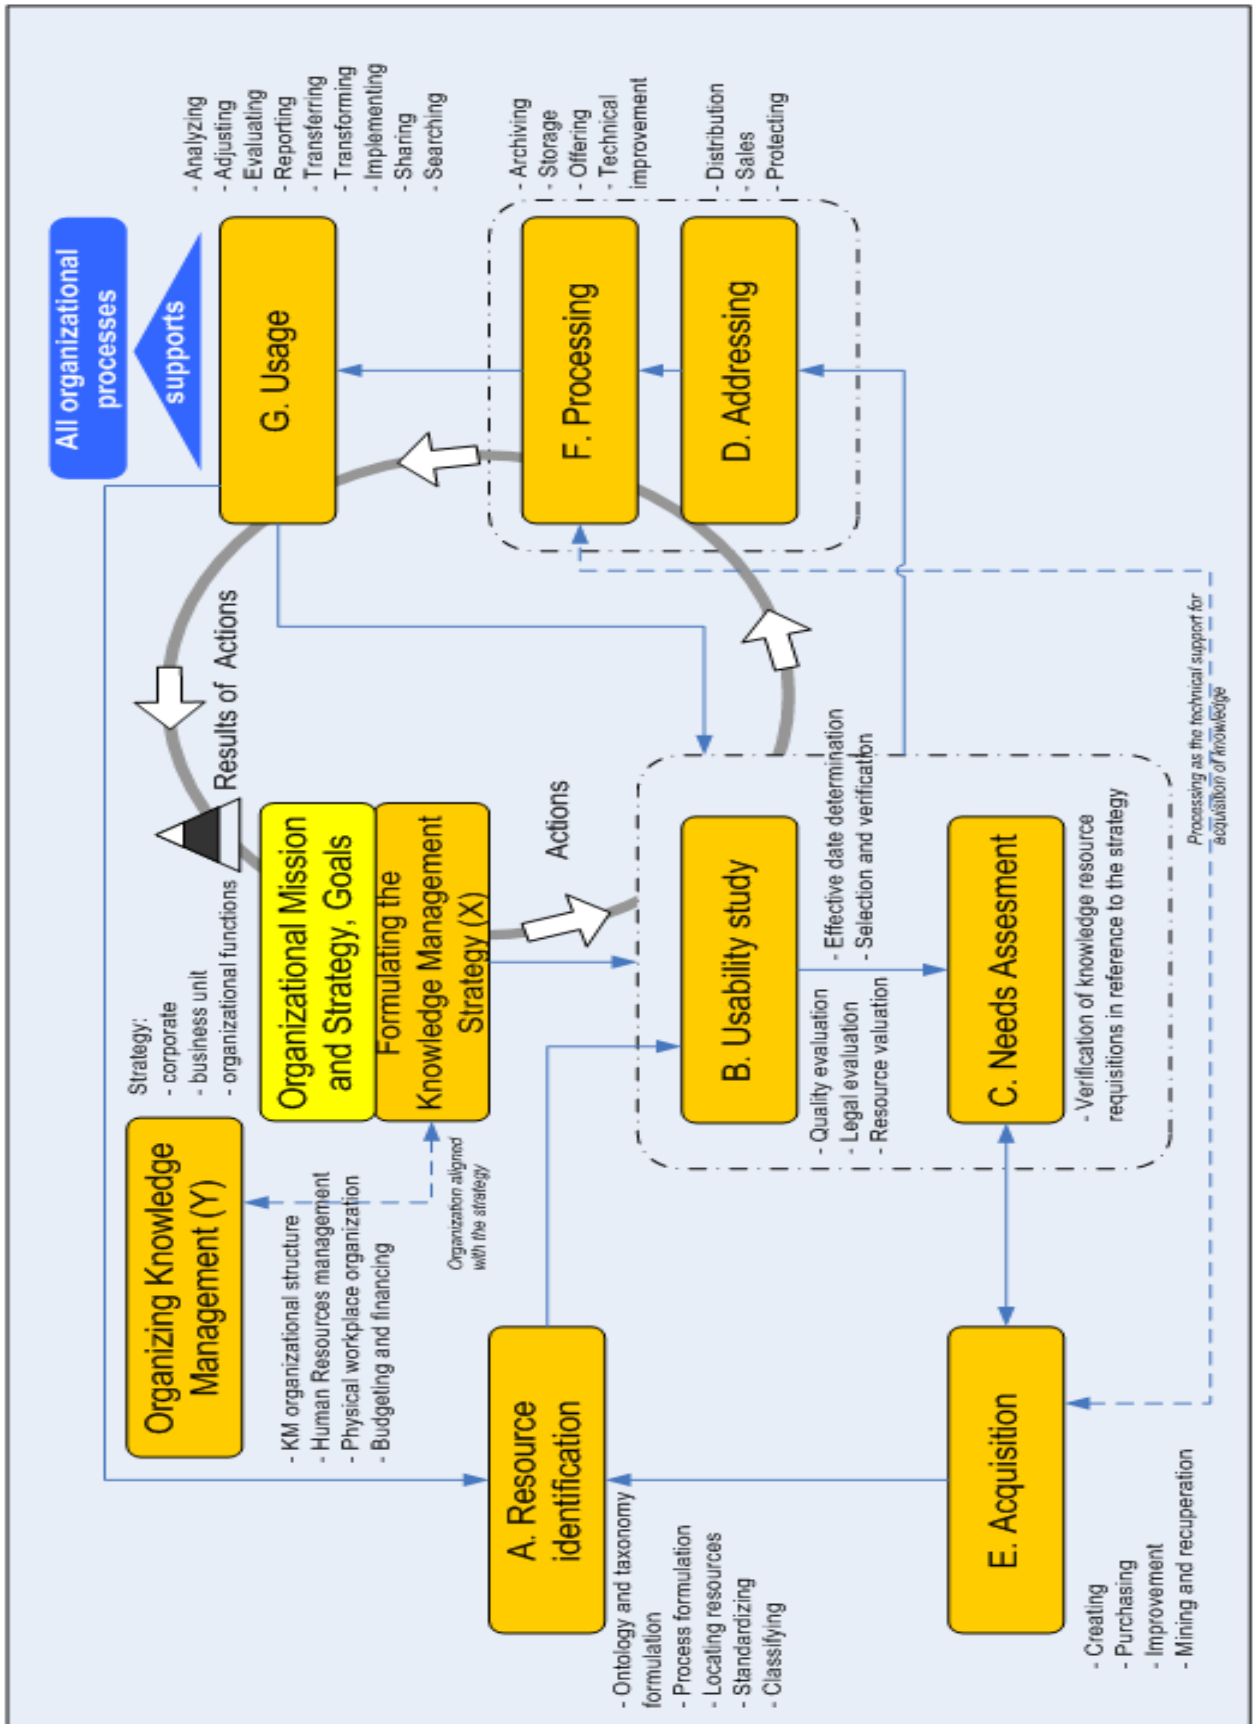 All organizational
processes
supports
Organizing Knowledge
Management (Y)
- KM organizational structure
- Human Resources management
- Physical workplace organization
- Budgeting and financing
Strategy:
- corporate
- business unit
- organizational functions
Organizational Mission
and Strategy, Goals
Formulating the
Knowledge Management
Strategy (X)
Organization aligned
with the strategy
Results of Actions
Actions
G. Usage
- Analyzing
- Adjusting
- Evaluating
- Reporting
- Transferring
- Transforming
- Implementing
- Sharing
- Searching
A. Resource
identification
- Ontology and taxonomy
formulation
- Process formulation
- Locating resources
- Standardizing
- Classifying
B. Usability study
- Quality evaluation
- Legal evaluation
- Resource valuation
- Effective date determination
- Selection and verification
F. Processing
- Archiving
- Storage
- Offering
- Technical
improvement
D. Addressing
- Distribution
- Sales
- Protecting
E. Acquisition
- Creating
- Purchasing
- Improvement
- Mining and recuperation
C. Needs Assessment
- Verification of knowledge resource
requisitions in reference to the strategy
Processing as the technical support for
acquisition of knowledge